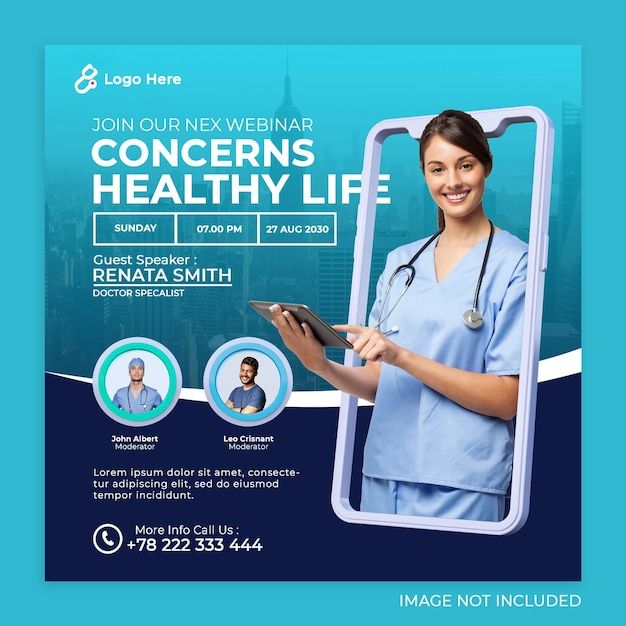 Logo Here
JOIN OUR NEX WEBINAR
CONCERNS
HEALTHY LIFE
SUNDAY 07.00 PM 27 AUG 2030
Guest Speaker :
RENATA SMITH
DOCTOR SPECALIST
John Albert
Moderator
Leo Crisnant
Moderator
Lorem ipsum dolor sit amet, consecte-
tur adipiscing elit, sed do eiusmod
tempor incididunt.
More Info Call Us :
+78 222 333 444
IMAGE NOT INCLUDED